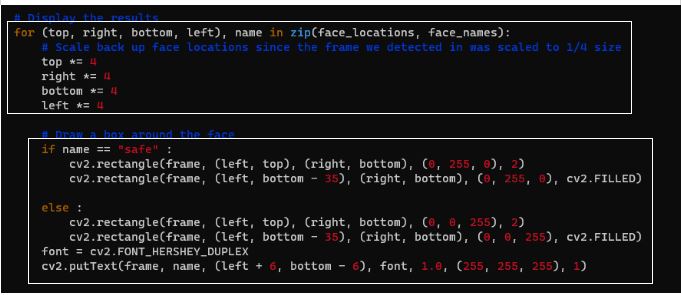 # Display the results
for (top, right, bottom, left), name in zip(face_locations, face_names):
# Scale back up face locations since the frame we detected in was scaled to 1/4 size
top *= 4
right *= 4
bottom *= 4
left *= 4
# Draw a box around the face
if name == "safe" :
cv2.rectangle(frame, (left, top), (right, bottom), (0, 255, 0), 2)
cv2.rectangle(frame, (left, bottom - 35), (right, bottom), (0, 255, 0), cv2.FILLED)
else :
cv2.rectangle(frame, (left, top), (right, bottom), (0, 0, 255), 2)
cv2.rectangle(frame, (left, bottom - 35), (right, bottom), (0, 0, 255), cv2.FILLED)
font = cv2.FONT_HERSHEY_DUPLEX
cv2.putText(frame, name, (left + 6, bottom - 6), font, 1.0, (255, 255, 255), 1)